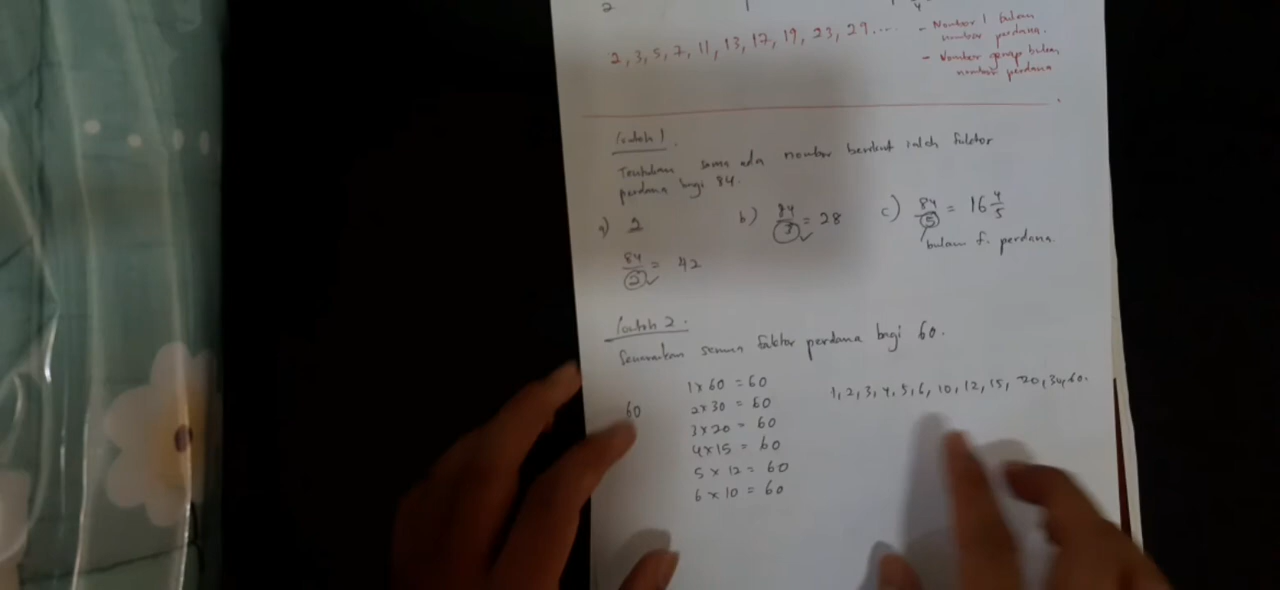 2 1 4
2, 3, 5, 7, 11, 13, 17, 19, 23, 29 ....
- Nombor 1 bukan
nombor perdana.
- Nombor genap bukan
nombor perdana
Contoh 1.
Tentukan sama ada nombor berikut ialah faktor
perdana bagi 84.
a) 2
84/2 = 42
b) 84/3 = 28
c) 84/5 = 16 4/5
bukan f. perdana.
Contoh 2.
Senaraikan semua faktor perdana bagi 60.
60
1 x 60 = 60
2 x 30 = 60
3 x 20 = 60
4 x 15 = 60
5 x 12 = 60
6 x 10 = 60
1, 2, 3, 4, 5, 6, 10, 12, 15, 20, 30, 60.